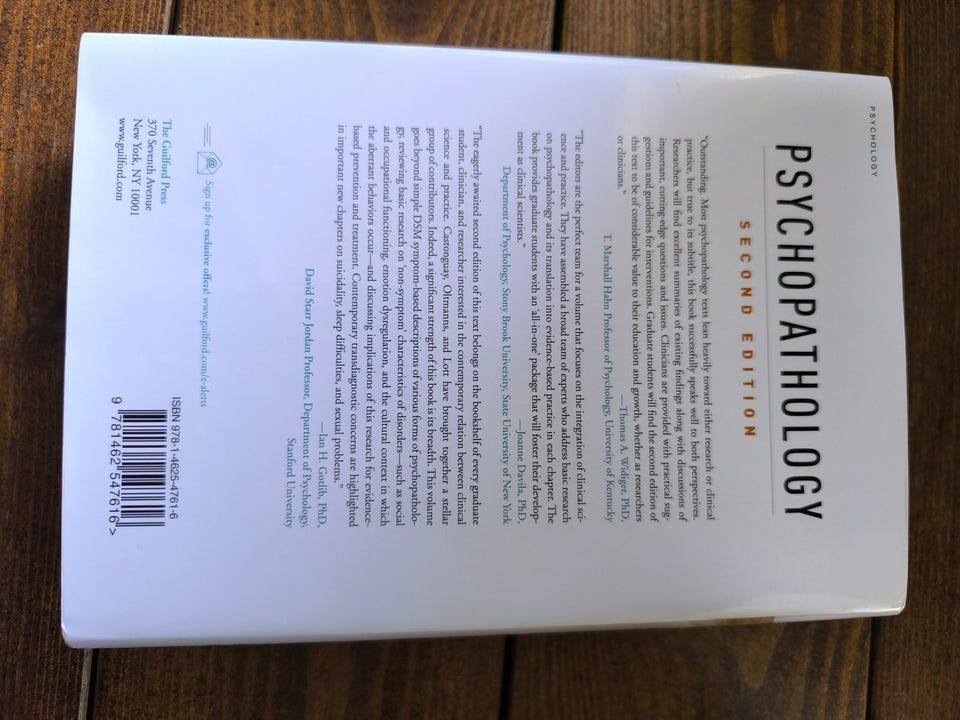 PSYCHOLOGY
PSYCHOPATHOLOGY
SECOND EDITION
"Outstanding. Most psychopathology texts lean heavily toward either research or clinical
practice, but true to its subtitle, this book successfully speaks well to both perspectives.
Researchers will find excellent summaries of existing findings along with discussions of
important, cutting-edge questions and issues. Clinicians are provided with practical sug-
gestions and guidelines for interventions. Graduate students will find the second edition of
this text to be of considerable value to their education and growth, whether as researchers
or clinicians."
—Thomas A. Widiger, PhD,
T. Marshall Hahn Professor of Psychology, University of Kentucky
"The editors are the perfect team for a volume that focuses on the integration of clinical sci-
ence and practice. They have assembled a broad team of experts who address basic research
on psychopathology and its translation into evidence-based practice in each chapter. The
book provides graduate students with an 'all-in-one' package that will foster their develop-
ment as clinical scientists."
—Joanne Davila, PhD,
Department of Psychology, Stony Brook University, State University of New York
"The eagerly awaited second edition of this text belongs on the bookshelf of every graduate
student, clinician, and researcher interested in the contemporary relation between clinical
science and practice. Castonguay, Oltmanns, and Lott have brought together a stellar
group of contributors. Indeed, a significant strength of this book is its breadth. This volume
goes beyond simple DSM symptom-based descriptions of various forms of psychopatholo-
gy, reviewing basic research on 'non-symptom' characteristics of disorders—such as social
and occupational functioning, emotion dysregulation, and the cultural context in which
the aberrant behaviors occur—and discussing implications of this research for evidence-
based prevention and treatment. Contemporary transdiagnostic concerns are highlighted
in important new chapters on suicidality, sleep difficulties, and sexual problems."
—Ian H. Gotlib, PhD,
David Starr Jordan Professor, Department of Psychology,
Stanford University
@ Sign up for exclusive offers! www.guilford.com/e-alerts
The Guilford Press
370 Seventh Avenue
New York, NY 10001
www.guilford.com
ISBN 978-1-4625-4761-6
9 781462 547616 >